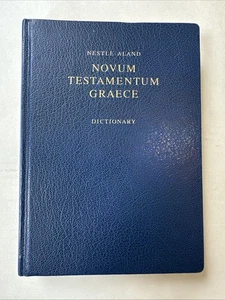 NESTLE-ALAND
NOVUM
TESTAMENTUM
GRAECE
DICTIONARY